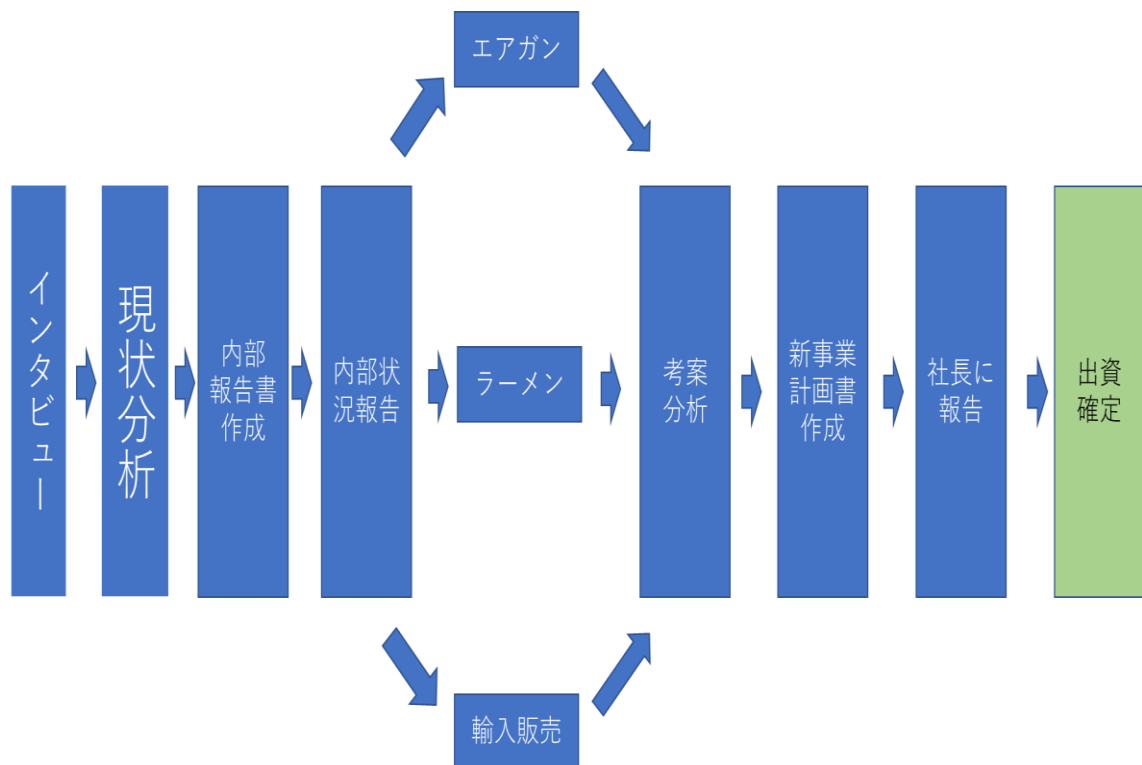 インタビュー
現状分析
内部
報告書
作成
内部状
況報告
エアガン
ラーメン
輸入販売
考案
分析
新事業
計画書
作成
社長に
報告
出資
確定